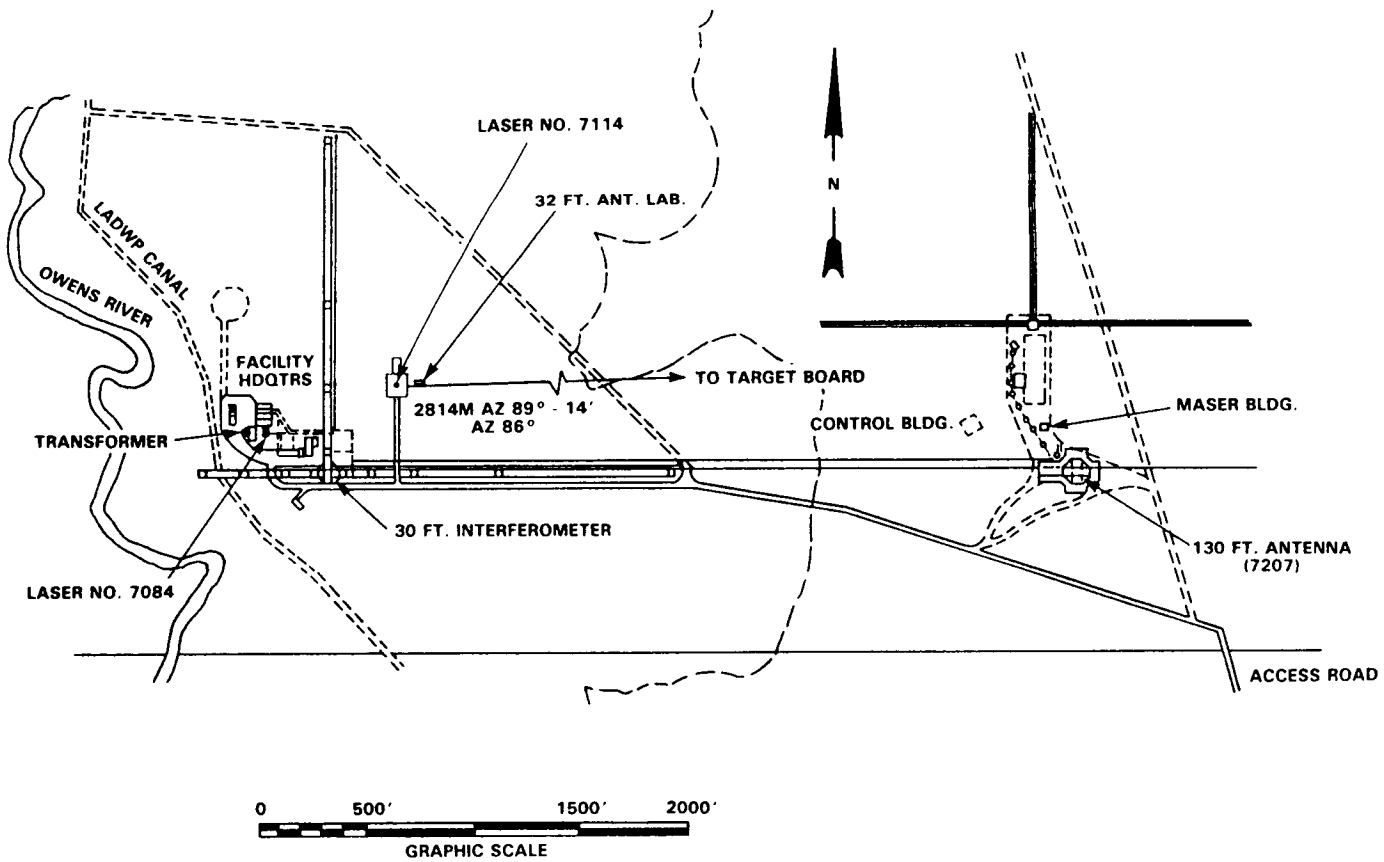 LASER NO. 7114
32 FT. ANT. LAB.
N
LADWP CANAL
OWENS RIVER
FACILITY
HDQTRS
TO TARGET BOARD
2814M AZ 89° - 14'
AZ 86°
TRANSFORMER
CONTROL BLDG.
MASER BLDG.
30 FT. INTERFEROMETER
130 FT. ANTENNA
(7207)
LASER NO. 7084
ACCESS ROAD
0 500' 1500' 2000'
GRAPHIC SCALE